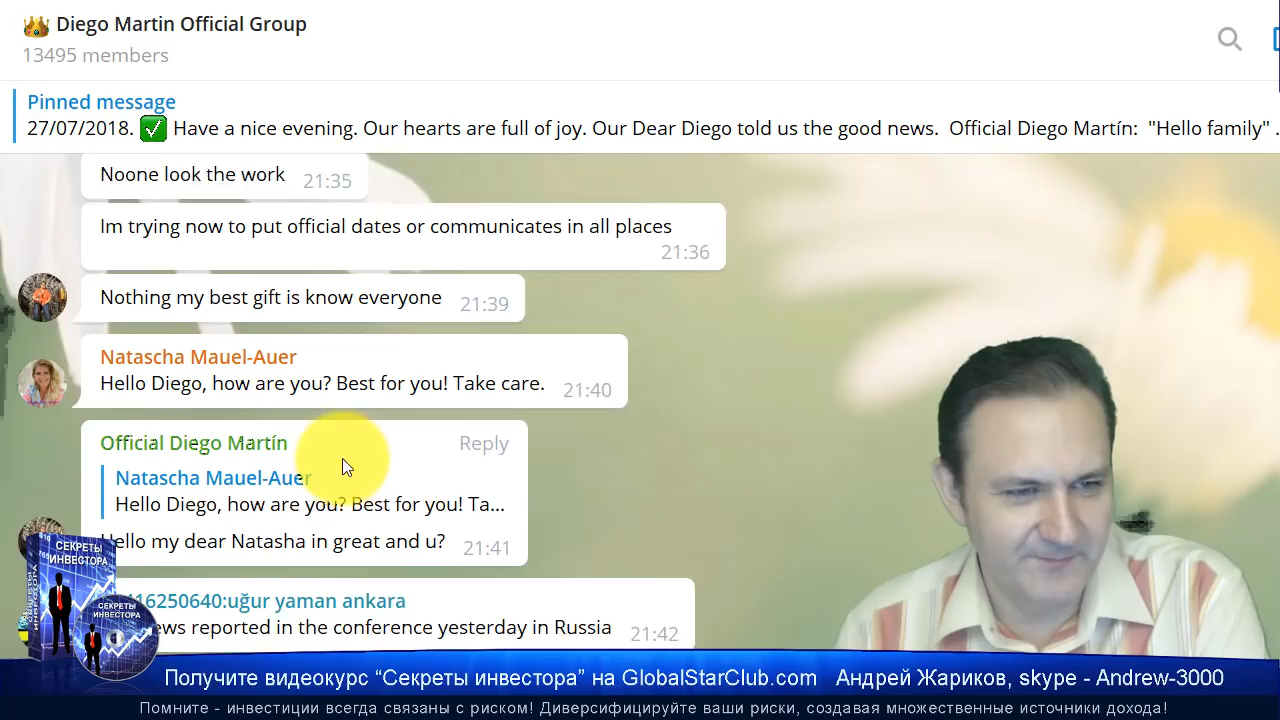 Diego Martin Official Group
13495 members
Pinned message
27/07/2018. ✅ Have a nice evening. Our hearts are full of joy. Our Dear Diego told us the good news. Official Diego Martín: "Hello family" .
Noone look the work 21:35
Im trying now to put official dates or communicates in all places
21:36
Nothing my best gift is know everyone 21:39
Natascha Mauel-Auer
Hello Diego, how are you? Best for you! Take care. 21:40
Official Diego Martín Reply
Natascha Mauel-Auer
Hello Diego, how are you? Best for you! Ta...
Hello my dear Natasha in great and u? 21:41
16250640:uğur yaman ankara
ews reported in the conference yesterday in Russia 21:42
СЕКРЕТЫ
ИНВЕСТОРА
СЕКРЕТЫ
ИНВЕСТОРА
Получите видеокурс “Секреты инвестора” на GlobalStarClub.com Андрей Жариков, skype - Andrew-3000
Помните - инвестиции всегда связаны с риском! Диверсифицируйте ваши риски, создавая множественные источники дохода!